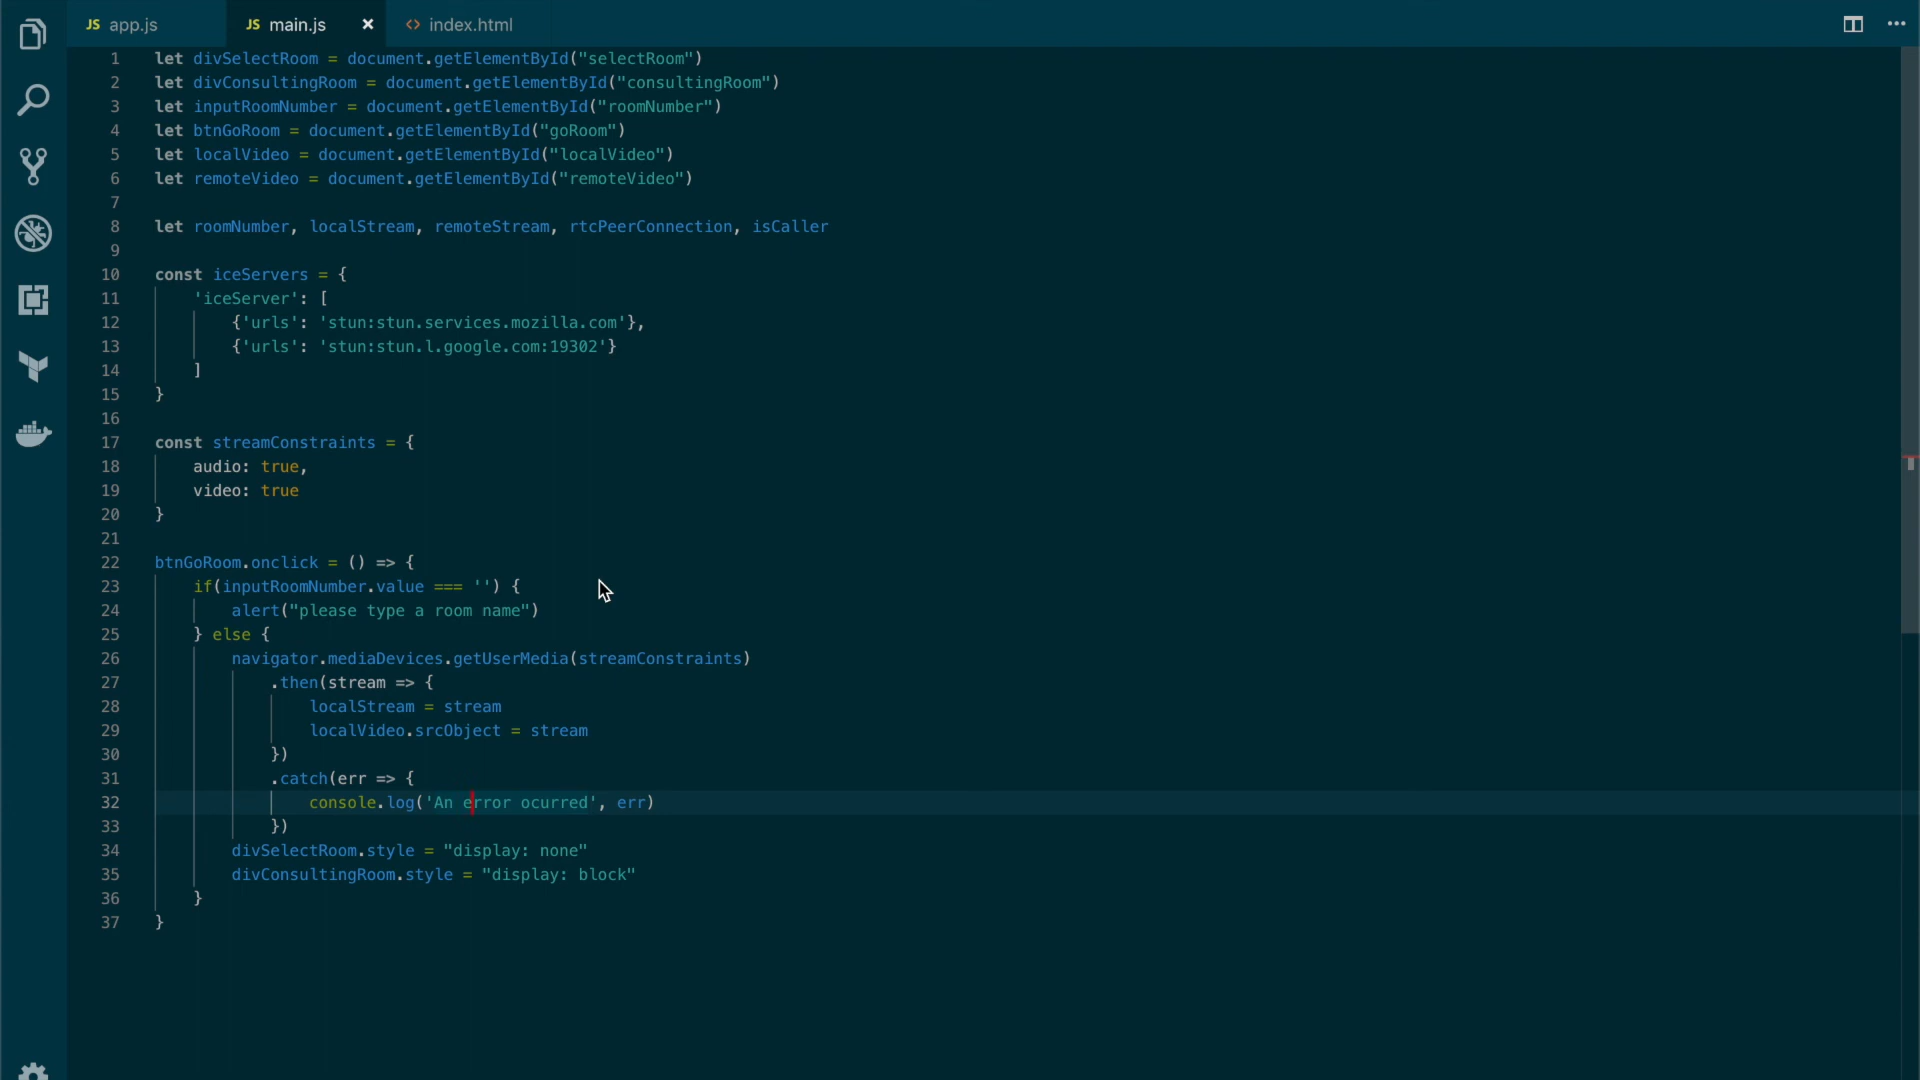 JS app.js JS main.js × <> index.html
1 let divSelectRoom = document.getElementById("selectRoom")
2 let divConsultingRoom = document.getElementById("consultingRoom")
3 let inputRoomNumber = document.getElementById("roomNumber")
4 let btnGoRoom = document.getElementById("goRoom")
5 let localVideo = document.getElementById("localVideo")
6 let remoteVideo = document.getElementById("remoteVideo")
7
8 let roomNumber, localStream, remoteStream, rtcPeerConnection, isCaller
9
10 const iceServers = {
11 'iceServer': [
12 {'urls': 'stun:stun.services.mozilla.com'},
13 {'urls': 'stun:stun.l.google.com:19302'}
14 ]
15 }
16
17 const streamConstraints = {
18 audio: true,
19 video: true
20 }
21
22 btnGoRoom.onclick = () => {
23 if(inputRoomNumber.value === '') {
24 alert("please type a room name")
25 } else {
26 navigator.mediaDevices.getUserMedia(streamConstraints)
27 .then(stream => {
28 localStream = stream
29 localVideo.srcObject = stream
30 })
31 .catch(err => {
32 console.log('An error ocurred', err)
33 })
34 divSelectRoom.style = "display: none"
35 divConsultingRoom.style = "display: block"
36 }
37 }